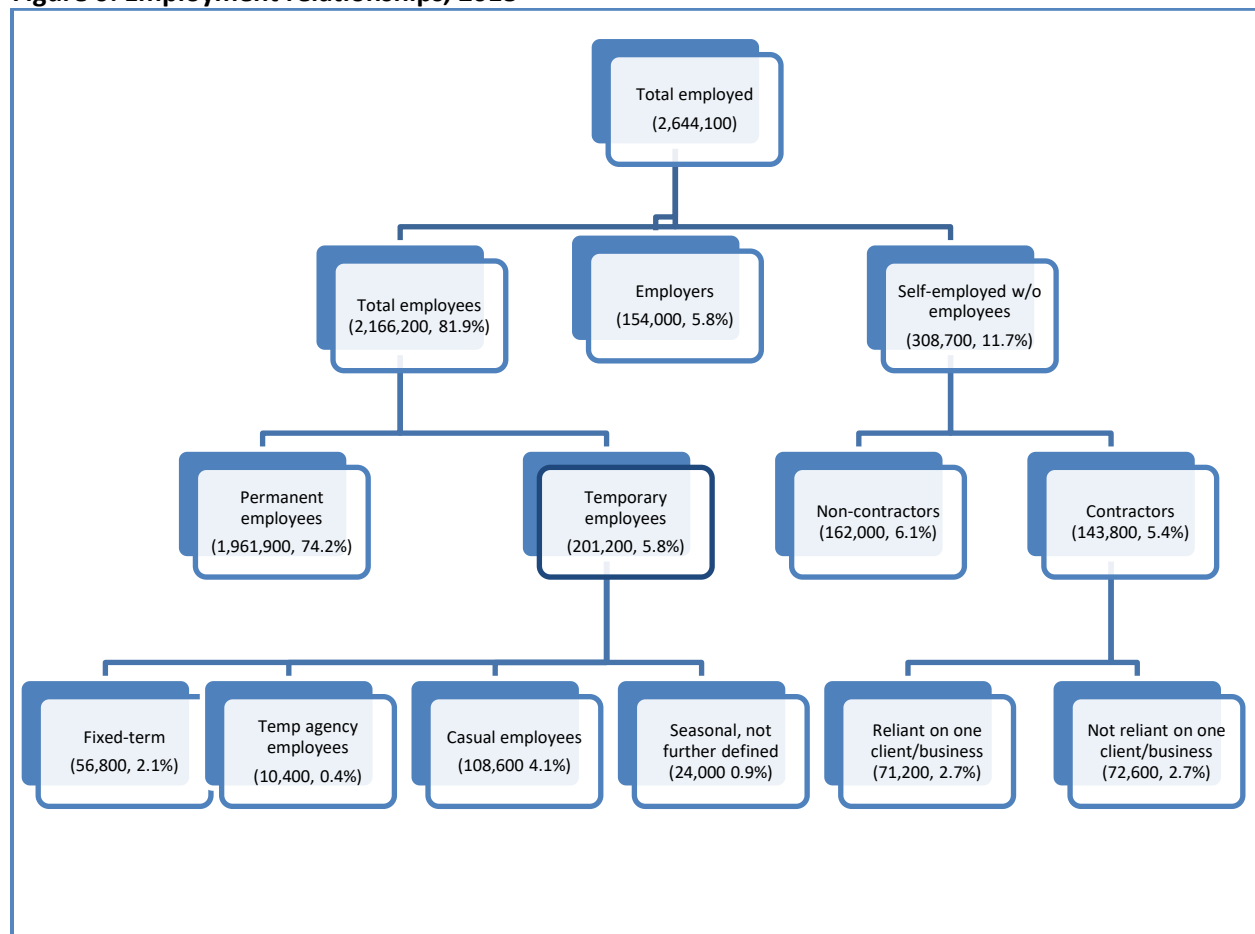 Figure Employment relationships,
Total employed
(2,644,100)
Total employees
(2,166,200, 81.9%)
Employers
(154,000, 5.8%)
Self-employed w/o
employees
(308,700, 11.7%)
Permanent
employees
(1,961,900, 74.2%)
Temporary
employees
(201,200, 5.8%)
Non-contractors
(162,000, 6.1%)
Contractors
(143,800, 5.4%)
Fixed-term
(56,800, 2.1%)
Temp agency
employees
(10,400, 0.4%)
Casual employees
(108,600 4.1%)
Seasonal, not
further defined
(24,000 0.9%)
Reliant on one
client/business
(71,200, 2.7%)
Not reliant on one
client/business
(72,600, 2.7%)